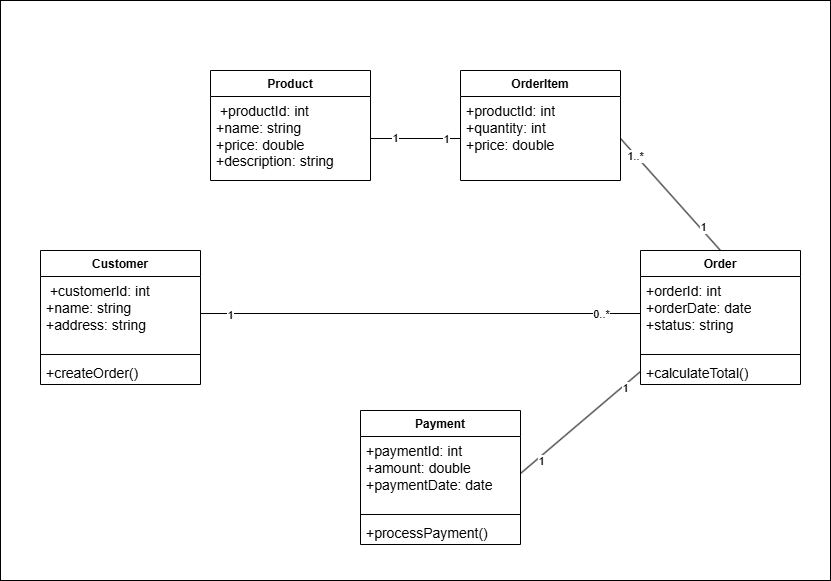 Product
+productId: int
+name: string
+price: double
+description: string
1
1
OrderItem
+productId: int
+quantity: int
+price: double
1..*
1
Customer
+customerId: int
+name: string
+address: string
+createOrder()
1
0..*
Order
+orderId: int
+orderDate: date
+status: string
+calculateTotal()
1
1
Payment
+paymentId: int
+amount: double
+paymentDate: date
+processPayment()